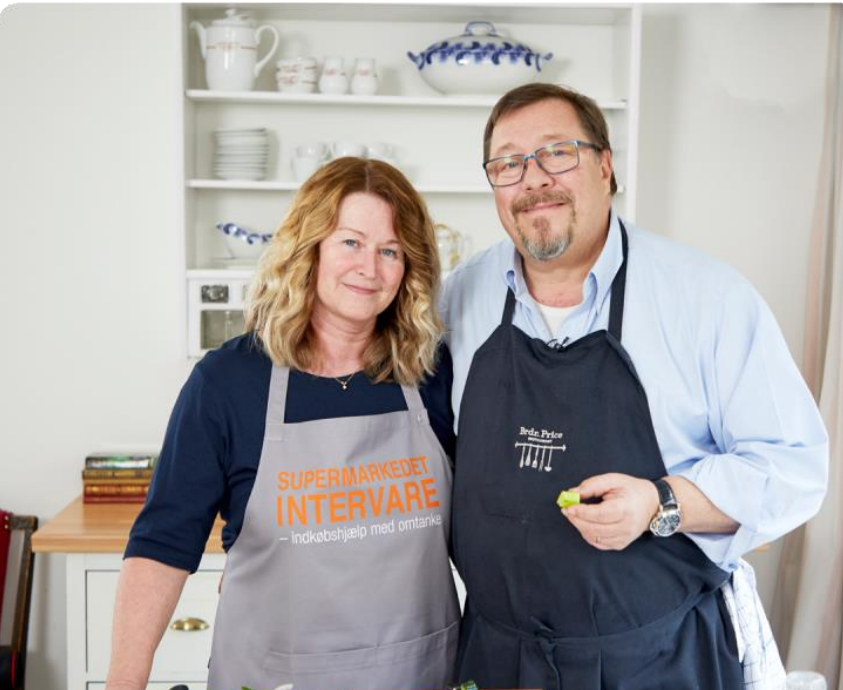 SUPERMARKEDET
INTERVARE
– Indkøbshjælp med omtanke
Brdr. Price